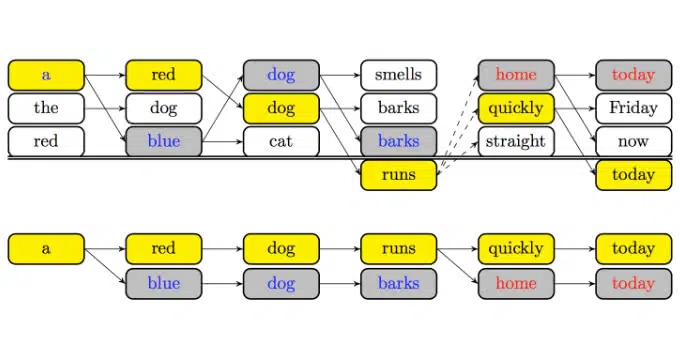 a red dog smells home today
the dog dog barks quickly Friday
red blue cat barks straight now
runs today
a red dog runs quickly today
blue dog barks home today